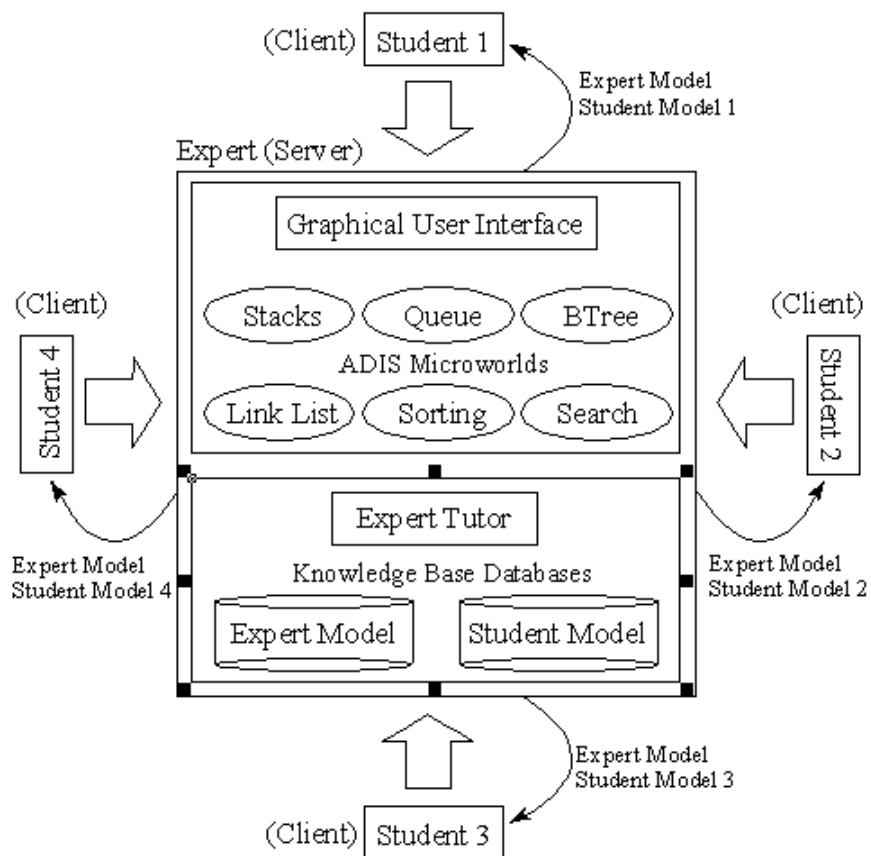 (Client) Student 1
Expert Model
Student Model 1
Expert (Server)
Graphical User Interface
(Client)
(Client)
Stacks Queue BTree
Student 4
ADIS Microworlds
Student 2
Link List Sorting Search
Expert Tutor
Expert Model
Student Model 4
Knowledge Base Databases
Expert Model
Student Model 2
Expert Model Student Model
Expert Model
Student Model 3
(Client) Student 3